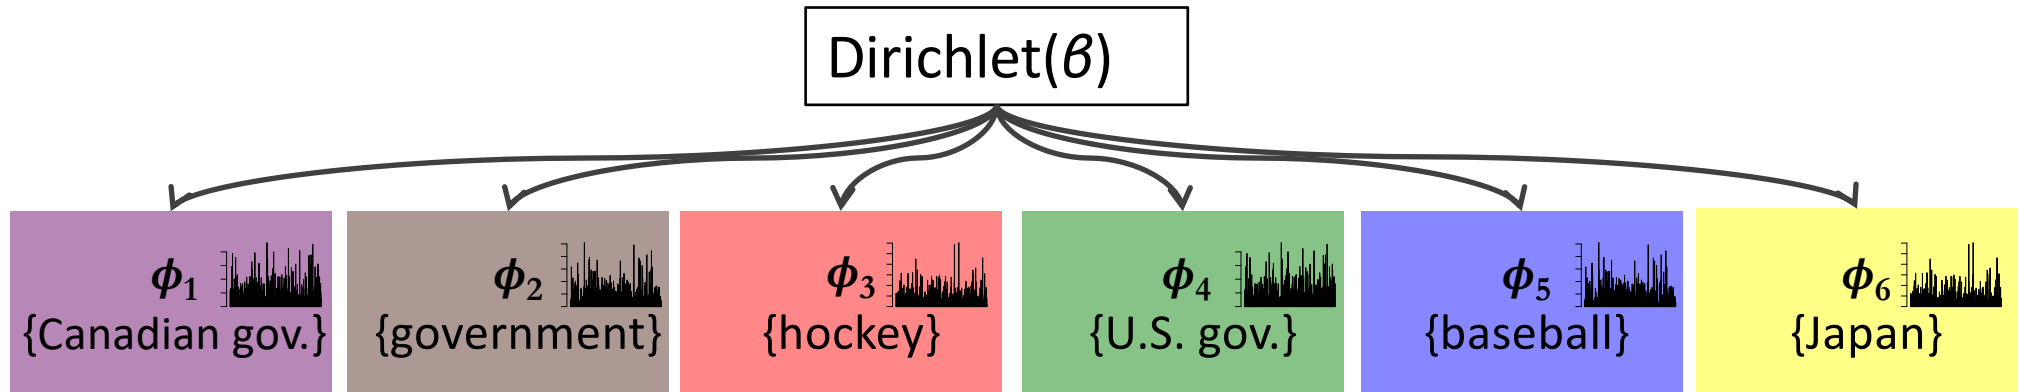 Dirichlet(β)
ϕ1
{Canadian gov.}
ϕ2
{government}
ϕ3
{hockey}
ϕ4
{U.S. gov.}
ϕ5
{baseball}
ϕ6
{Japan}